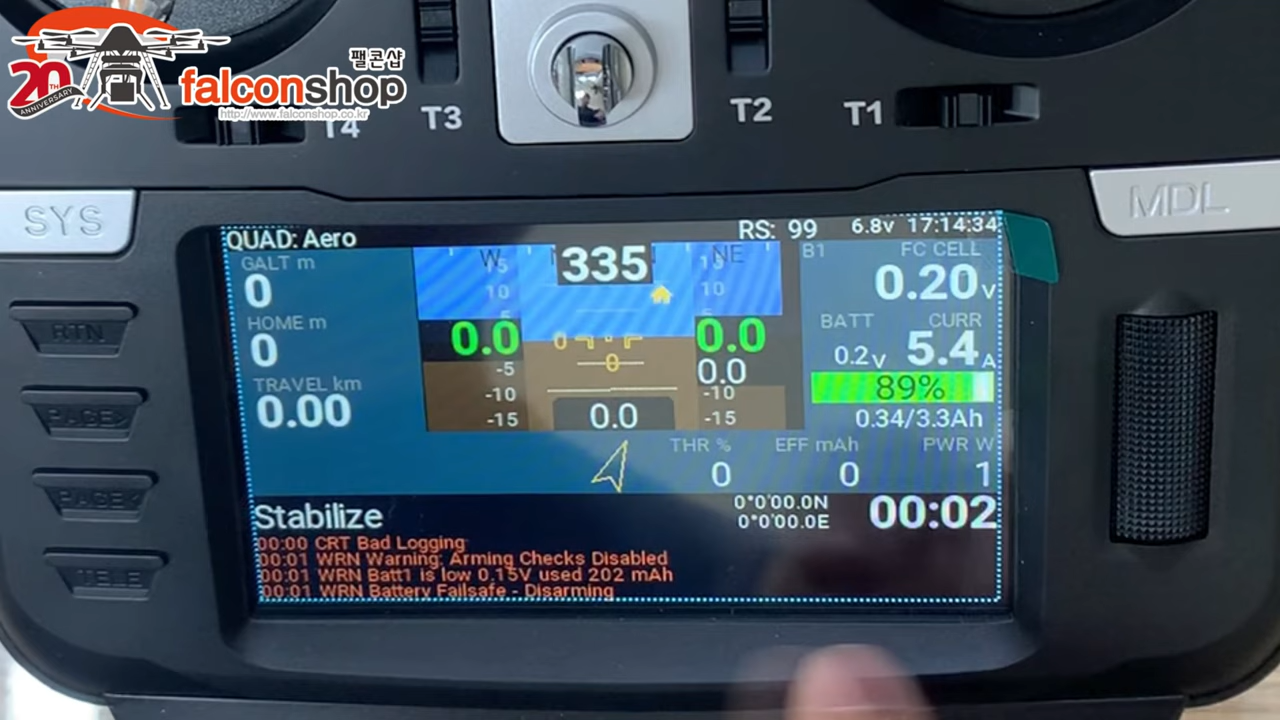 팰콘샵
20TH
ANNIVERSARY
falconshop
http://www.falconshop.co.kr
T4
T3
T2
T1
SYS
MDL
RTN
PAGE>
PAGE<
TELE
QUAD: Aero
RS: 99
6.8v 17:14:34
GALT m
0
HOME m
0
TRAVEL km
0.00
W
335
NE
15
10
5
0.0
-5
-10
-15
0
0
0.0
15
10
0.0
0.0
-10
-15
B1
FC CELL
0.20v
BATT CURR
0.2v 5.4A
89%
0.34/3.3Ah
THR % EFF mAh PWR W
0 0 1
Stabilize
0°0'00.0N
0°0'00.0E
00:02
00:00 CRT Bad Logging
00:01 WRN Warning: Arming Checks Disabled
00:01 WRN Batt1 is low 0.15V used 202 mAh
00:01 WRN Battery Failsafe - Disarming